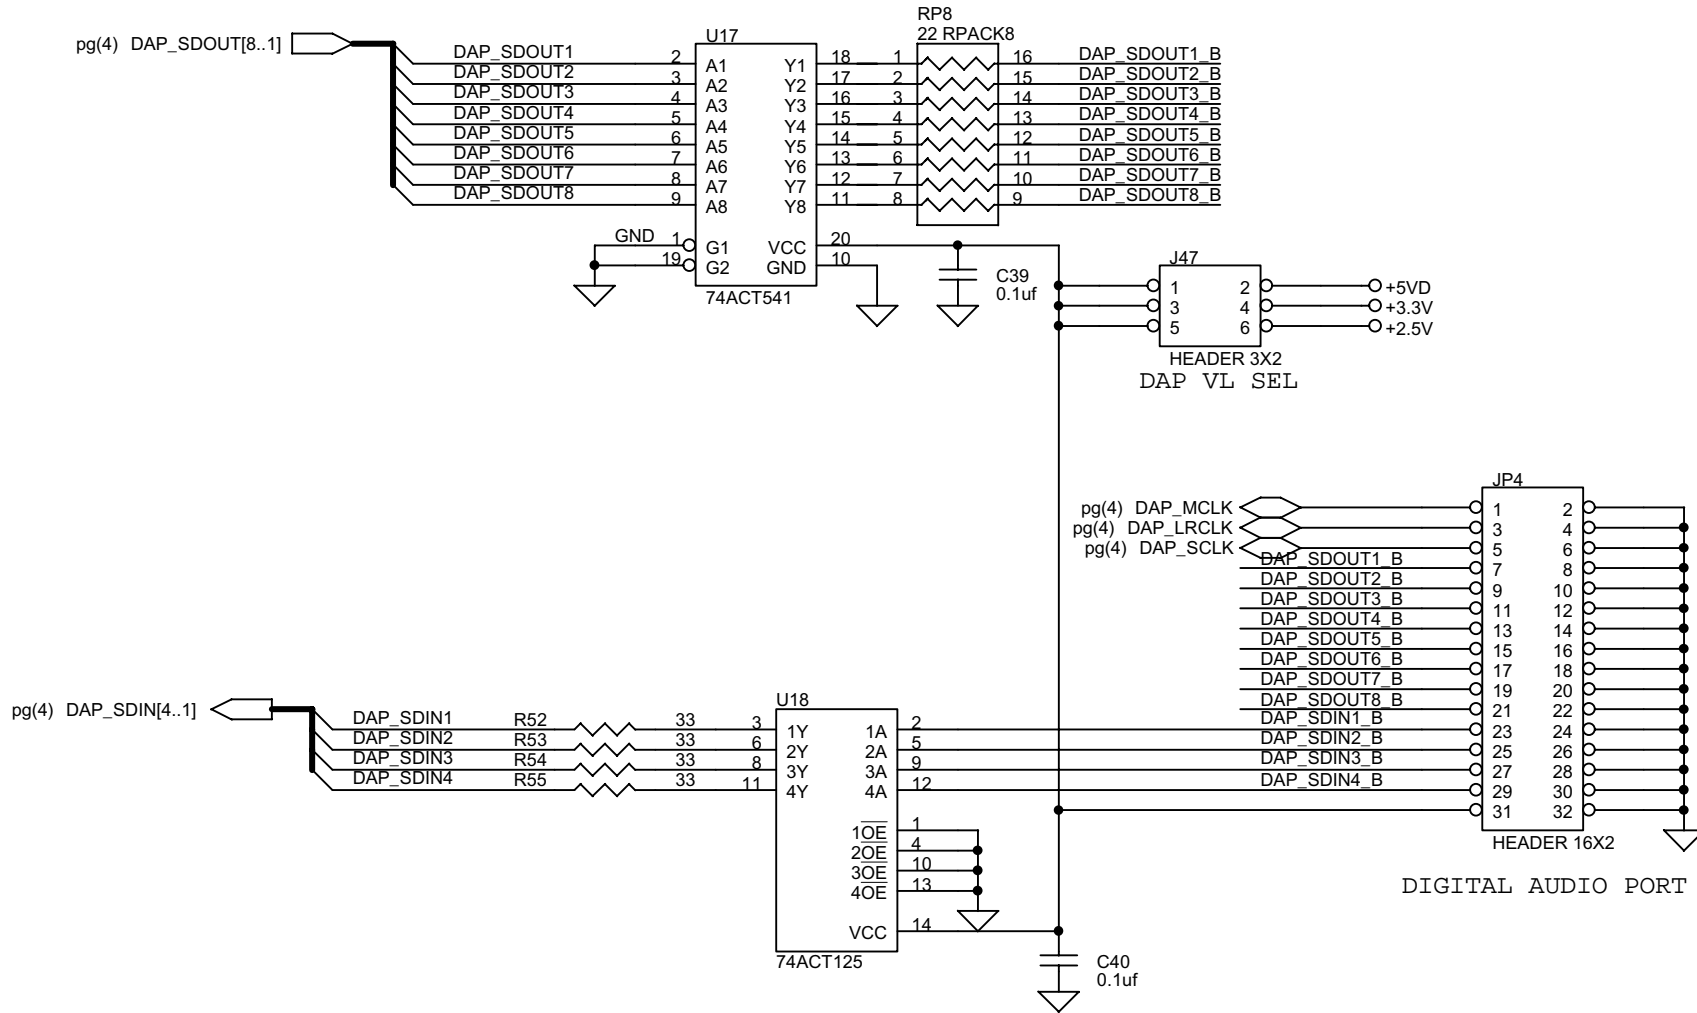 pg(4) DAP_SDOUT[8..1]
DAP_SDOUT1
DAP_SDOUT2
DAP_SDOUT3
DAP_SDOUT4
DAP_SDOUT5
DAP_SDOUT6
DAP_SDOUT7
DAP_SDOUT8
U17
2 A1 Y1 18
3 A2 Y2 17
4 A3 Y3 16
5 A4 Y4 15
6 A5 Y5 14
7 A6 Y6 13
8 A7 Y7 12
9 A8 Y8 11
GND 1 G1 VCC 20
19 G2 GND 10
74ACT541
RP8
22 RPACK8
1 16 DAP_SDOUT1_B
2 15 DAP_SDOUT2_B
3 14 DAP_SDOUT3_B
4 13 DAP_SDOUT4_B
5 12 DAP_SDOUT5_B
6 11 DAP_SDOUT6_B
7 10 DAP_SDOUT7_B
8 9 DAP_SDOUT8_B
C39
0.1uf
J47
1 2 +5VD
3 4 +3.3V
5 6 +2.5V
HEADER 3X2
DAP VL SEL
JP4
pg(4) DAP_MCLK 1 2
pg(4) DAP_LRCLK 3 4
pg(4) DAP_SCLK 5 6
DAP_SDOUT1_B 7 8
DAP_SDOUT2_B 9 10
DAP_SDOUT3_B 11 12
DAP_SDOUT4_B 13 14
DAP_SDOUT5_B 15 16
DAP_SDOUT6_B 17 18
DAP_SDOUT7_B 19 20
DAP_SDOUT8_B 21 22
DAP_SDIN1_B 23 24
DAP_SDIN2_B 25 26
DAP_SDIN3_B 27 28
DAP_SDIN4_B 29 30
31 32
HEADER 16X2
DIGITAL AUDIO PORT
pg(4) DAP_SDIN[4..1]
DAP_SDIN1 R52 33
DAP_SDIN2 R53 33
DAP_SDIN3 R54 33
DAP_SDIN4 R55 33
U18
3 1Y 1A 2
6 2Y 2A 5
8 3Y 3A 9
11 4Y 4A 12
1OE 1
2OE 4
3OE 10
4OE 13
VCC 14
74ACT125
C40
0.1uf